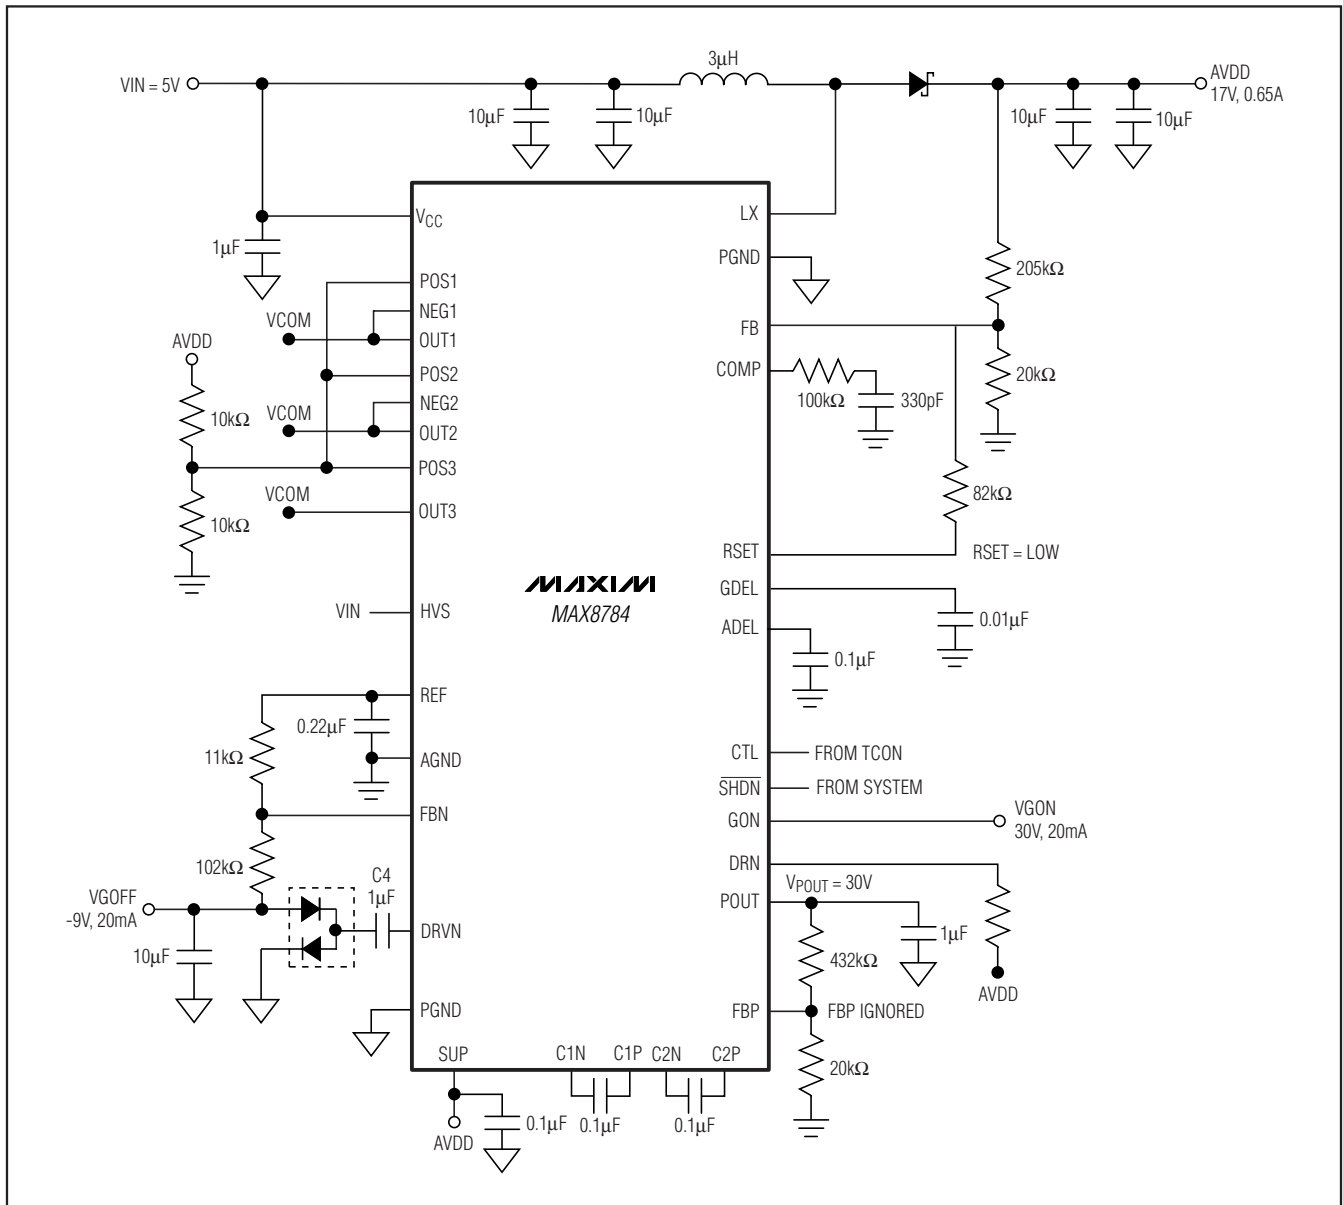 3µH
VIN = 5V
AVDD
17V, 0.65A
10µF
10µF
10µF
10µF
VCC
LX
1µF
PGND
POS1
205kΩ
NEG1
VCOM
OUT1
FB
AVDD
POS2
COMP
20kΩ
NEG2
100kΩ
330pF
10kΩ
VCOM
OUT2
POS3
VCOM
82kΩ
10kΩ
OUT3
RSET
RSET = LOW
MAXIM
GDEL
MAX8784
VIN
HVS
0.01µF
ADEL
0.1µF
REF
0.22µF
11kΩ
AGND
CTL
FROM TCON
SHDN
FROM SYSTEM
FBN
GON
VGON
30V, 20mA
102kΩ
DRN
C4
1µF
VPOUT = 30V
VGOFF
-9V, 20mA
POUT
DRVN
1µF
10µF
432kΩ
AVDD
PGND
FBP
FBP IGNORED
SUP
C1N
C1P
C2N
C2P
20kΩ
0.1µF
0.1µF
0.1µF
AVDD